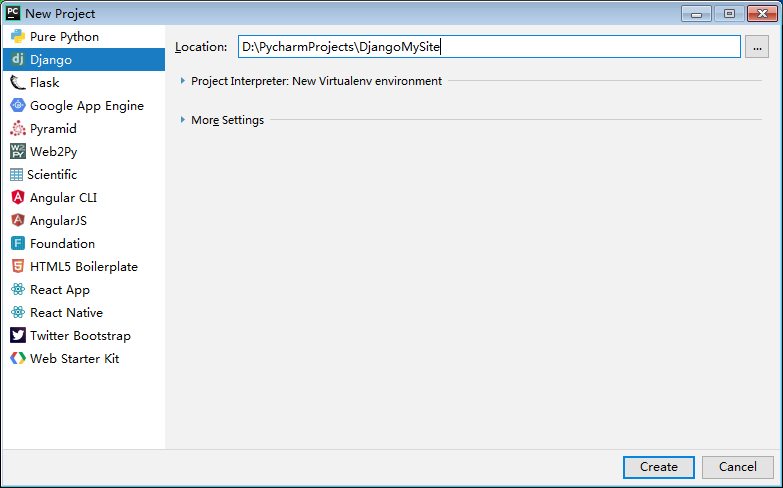 New Project
Pure Python
Django
Flask
Google App Engine
Pyramid
Web2Py
Scientific
Angular CLI
AngularJS
Foundation
HTML5 Boilerplate
React App
React Native
Twitter Bootstrap
Web Starter Kit
Location: D:\PycharmProjects\DjangoMySite ...
Project Interpreter: New Virtualenv environment
More Settings
Create Cancel